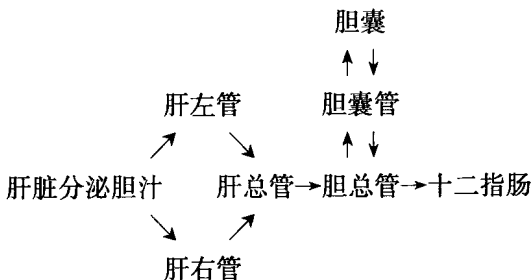 胆囊
↑↓
肝左管 胆囊管
↗ ↘ ↑↓
肝脏分泌胆汁 肝总管→胆总管→十二指肠
↘ ↗
肝右管